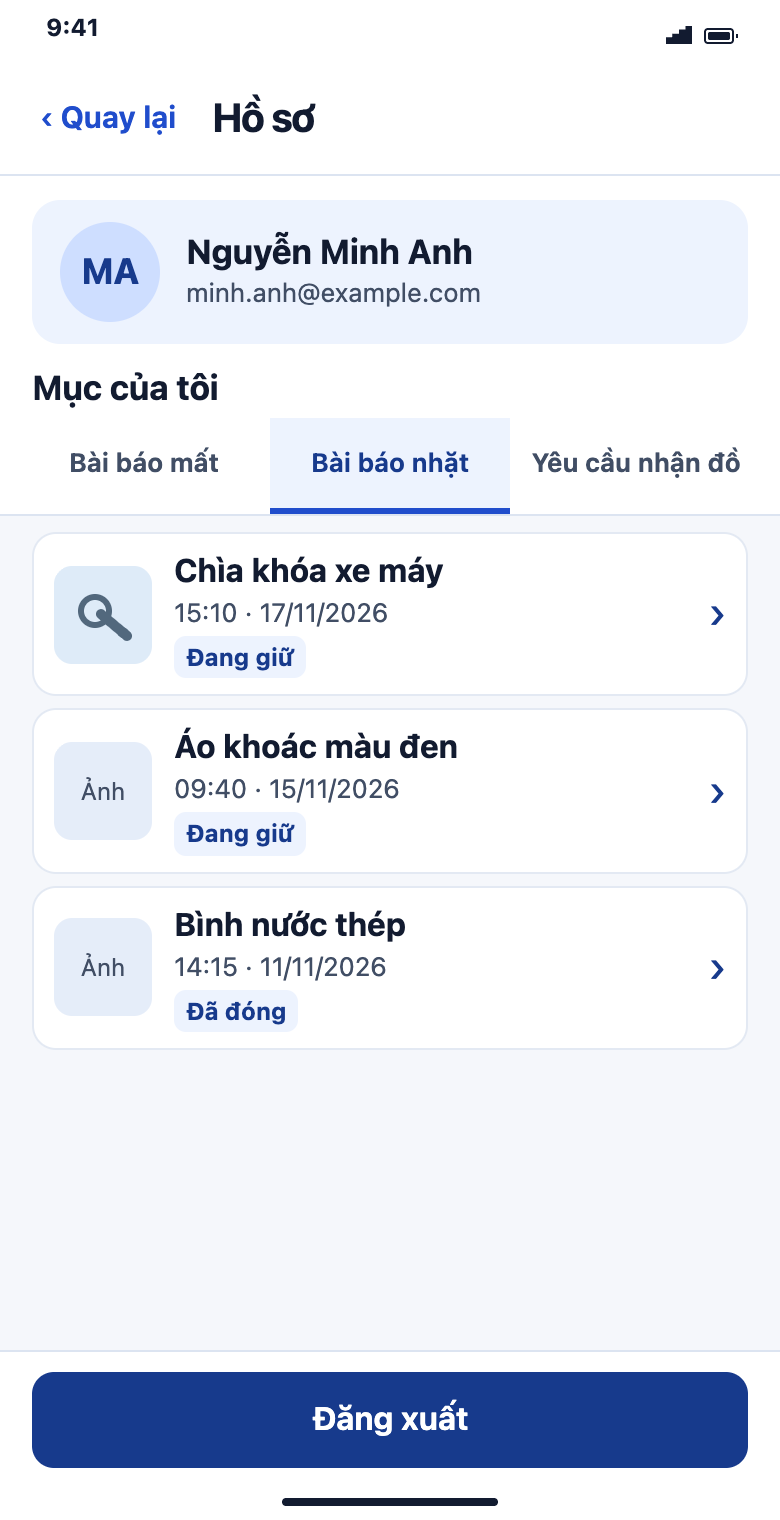 9:41
‹ Quay lại Hồ sơ
MA
Nguyễn Minh Anh
minh.anh@example.com
Mục của tôi
Bài báo mất Bài báo nhặt Yêu cầu nhận đồ
Chìa khóa xe máy
15:10 · 17/11/2026
Đang giữ
Ảnh
Áo khoác màu đen
09:40 · 15/11/2026
Đang giữ
Ảnh
Bình nước thép
14:15 · 11/11/2026
Đã đóng
Đăng xuất